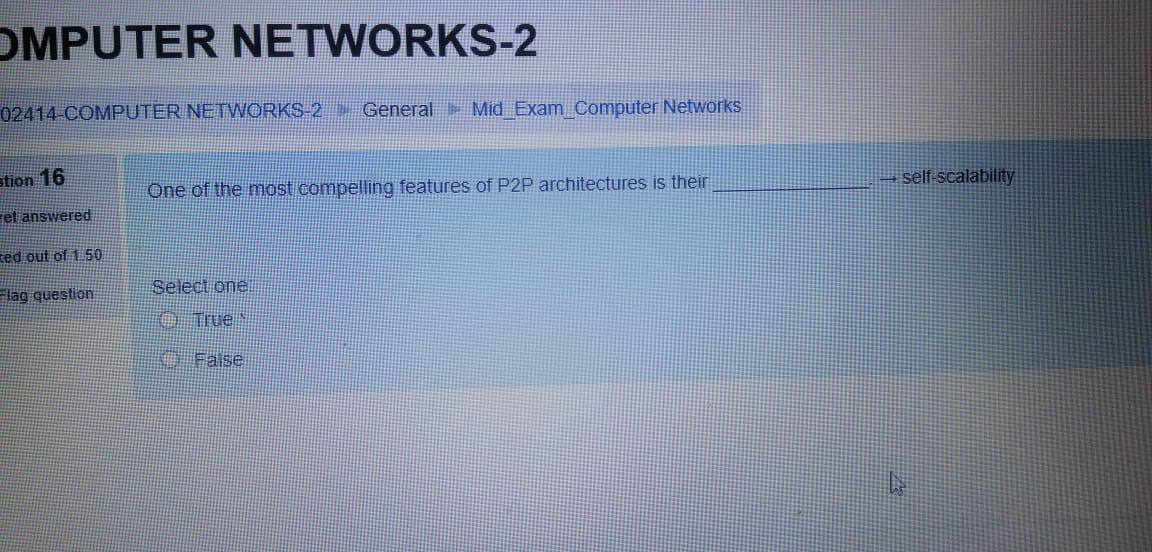 OMPUTER NETWORKS-2
02414-COMPUTER NETWORKS-2 General Mid_Exam_Computer Networks
stion 16
yet answered
ked out of 1.50
Flag question
One of the most compelling features of P2P architectures is their ______________. → self-scalability
Select one:
True
False